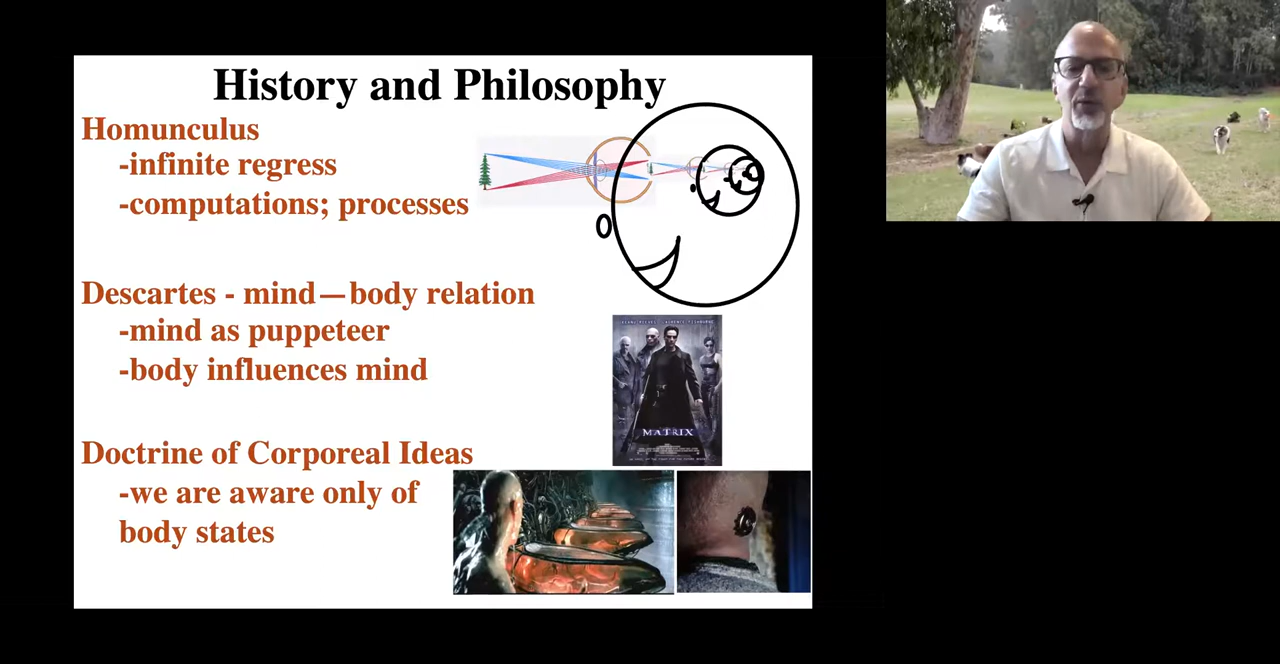 History and Philosophy
Homunculus
-infinite regress
-computations; processes
Descartes - mind—body relation
-mind as puppeteer
-body influences mind
MATRIX
Doctrine of Corporeal Ideas
-we are aware only of
body states